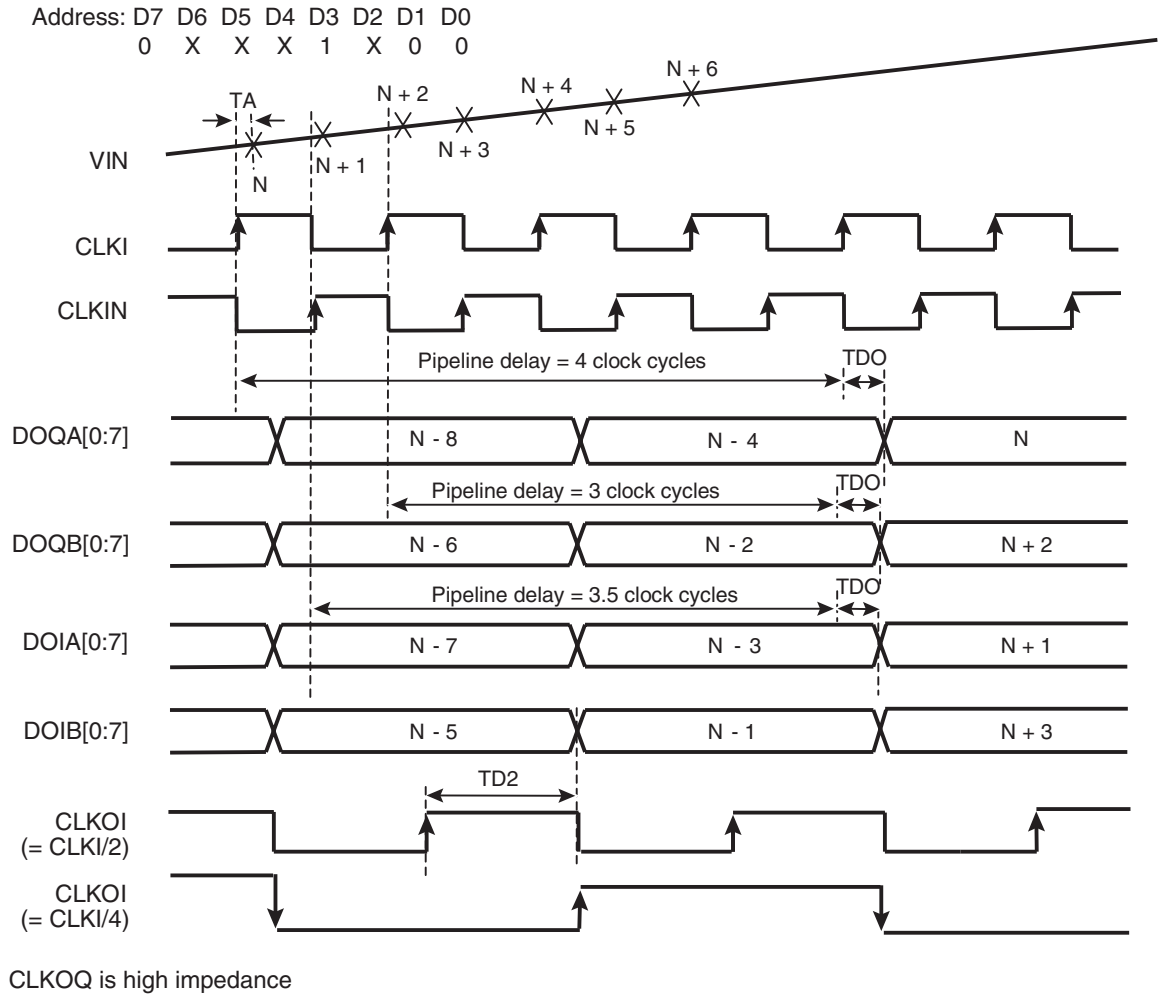 Address: D7 D6 D5 D4 D3 D2 D1 D0
0 X X X 1 X 0 0
N + 6
N + 2
N + 4
TA
N + 5
N + 3
N + 1
VIN
N
CLKI
CLKIN
Pipeline delay = 4 clock cycles
TDO
DOQA[0:7]
N - 8
N - 4
N
Pipeline delay = 3 clock cycles
TDO
DOQB[0:7]
N - 6
N - 2
N + 2
Pipeline delay = 3.5 clock cycles
TDO
DOIA[0:7]
N - 7
N - 3
N + 1
DOIB[0:7]
N - 5
N - 1
N + 3
TD2
CLKOI
(= CLKI/2)
CLKOI
(= CLKI/4)
CLKOQ is high impedance